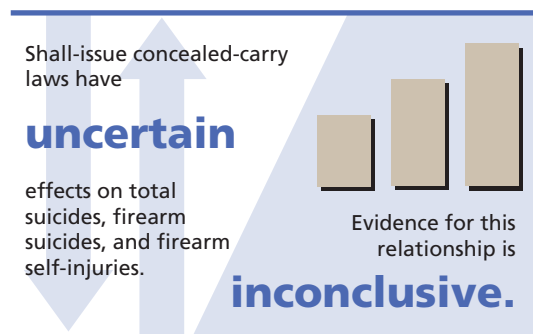 Shall-issue concealed-carry
laws have
uncertain
effects on total
suicides, firearm
suicides, and firearm
self-injuries.
Evidence for this
relationship is
inconclusive.